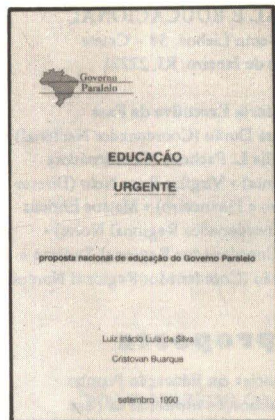 Governo
Paralelo
EDUCAÇÃO
URGENTE
proposta nacional de educação do Governo Paralelo
Luiz Inácio Lula da Silva
Cristovan Buarque
setembro 1990